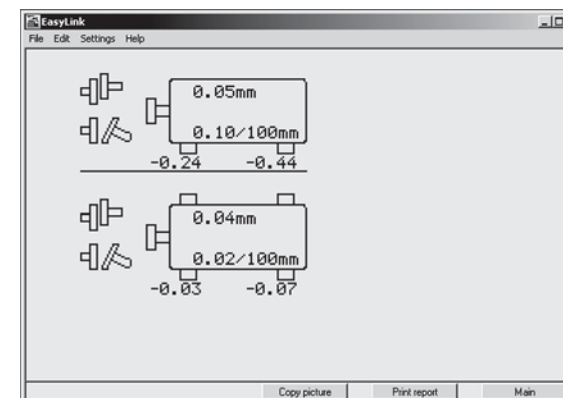 EasyLink
File Edit Settings Help
0.05mm
0.10/100mm
-0.24 -0.44
0.04mm
0.02/100mm
-0.03 -0.07
Copy picture Print report Main